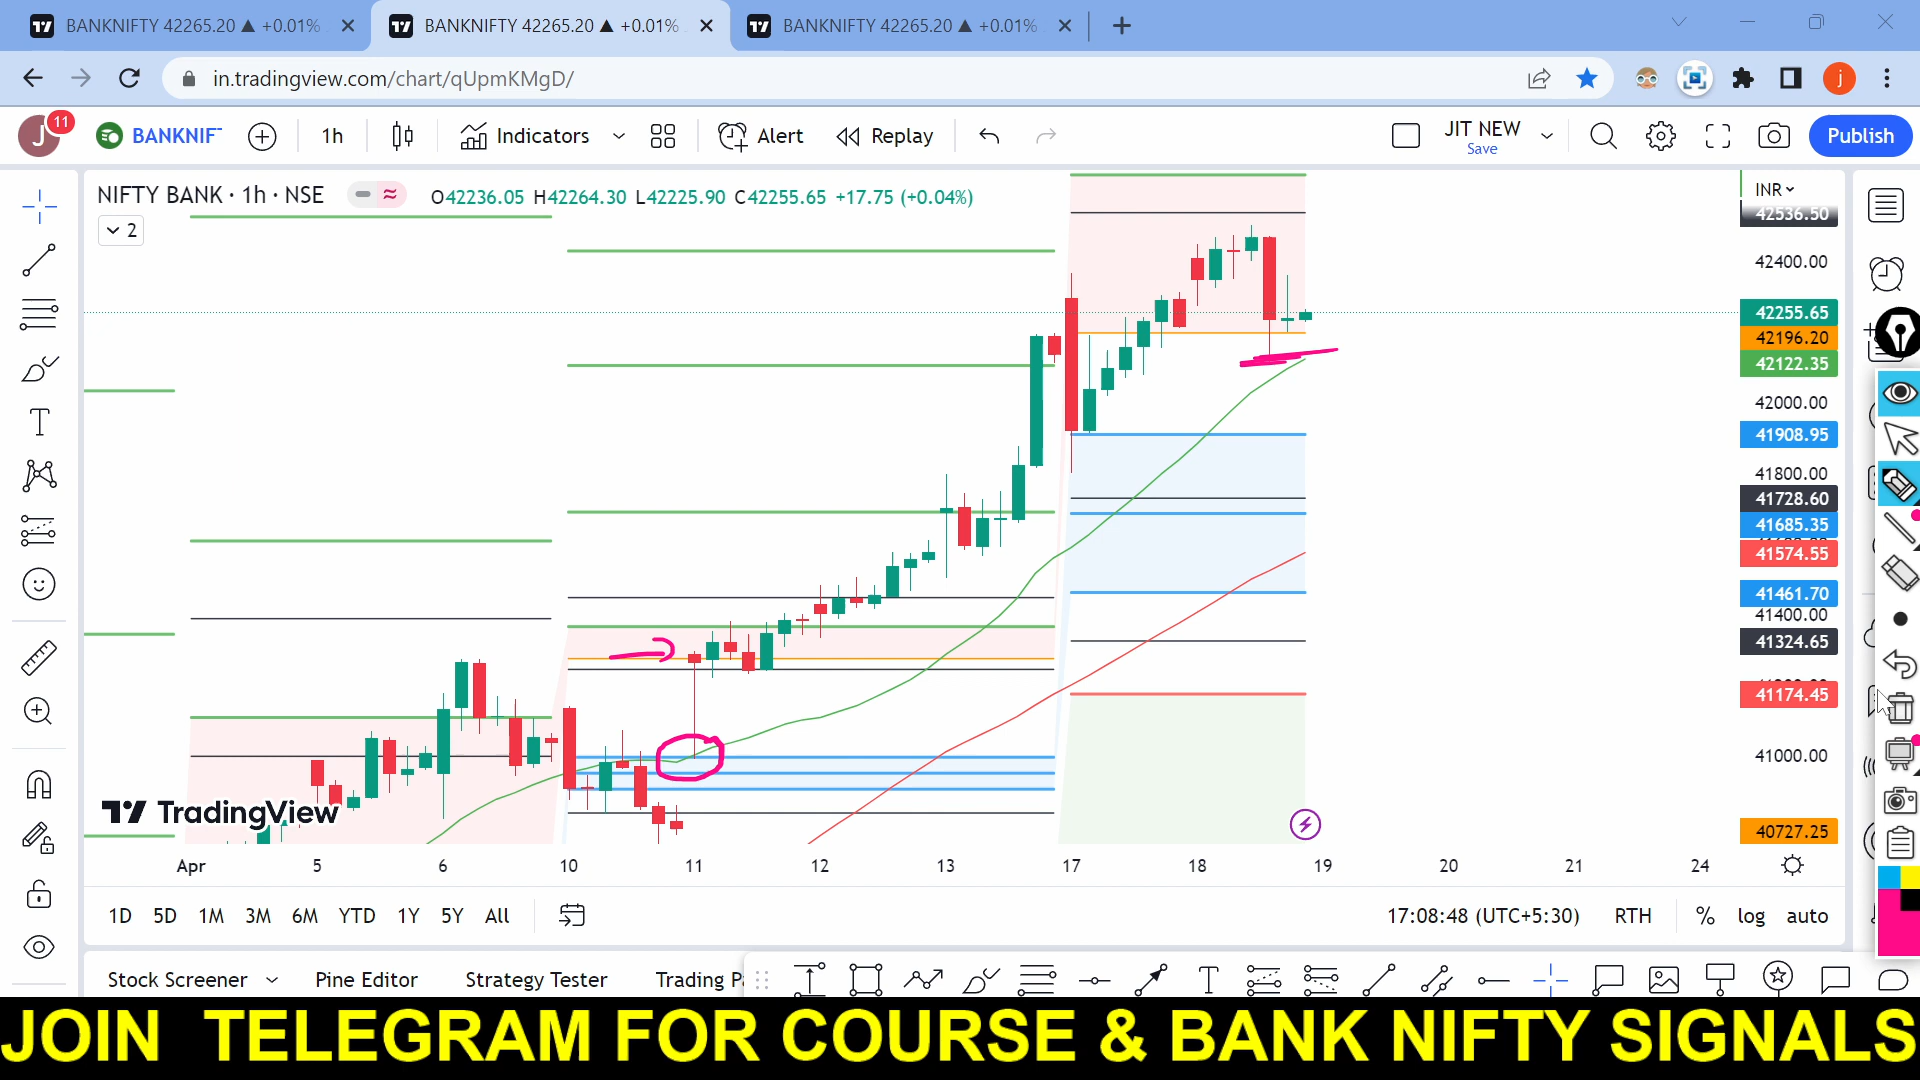 BANKNIFTY 42265.20 ▲ +0.01%
BANKNIFTY 42265.20 ▲ +0.01%
BANKNIFTY 42265.20 ▲ +0.01%
in.tradingview.com/chart/qUpmKMgD/
j
J 11 BANKNIF 1h Indicators Alert Replay JIT NEW Save Publish
NIFTY BANK · 1h · NSE O42236.05 H42264.30 L42225.90 C42255.65 +17.75 (+0.04%)
2
INR
42536.50
42400.00
42255.65
42196.20
42122.35
42000.00
41908.95
41800.00
41728.60
41685.35
41574.55
41461.70
41400.00
41324.65
41174.45
41000.00
40727.25
TradingView
Apr 5 6 10 11 12 13 17 18 19 20 21 24
1D 5D 1M 3M 6M YTD 1Y 5Y All 17:08:48 (UTC+5:30) RTH % log auto
Stock Screener Pine Editor Strategy Tester Trading
JOIN TELEGRAM FOR COURSE & BANK NIFTY SIGNALS